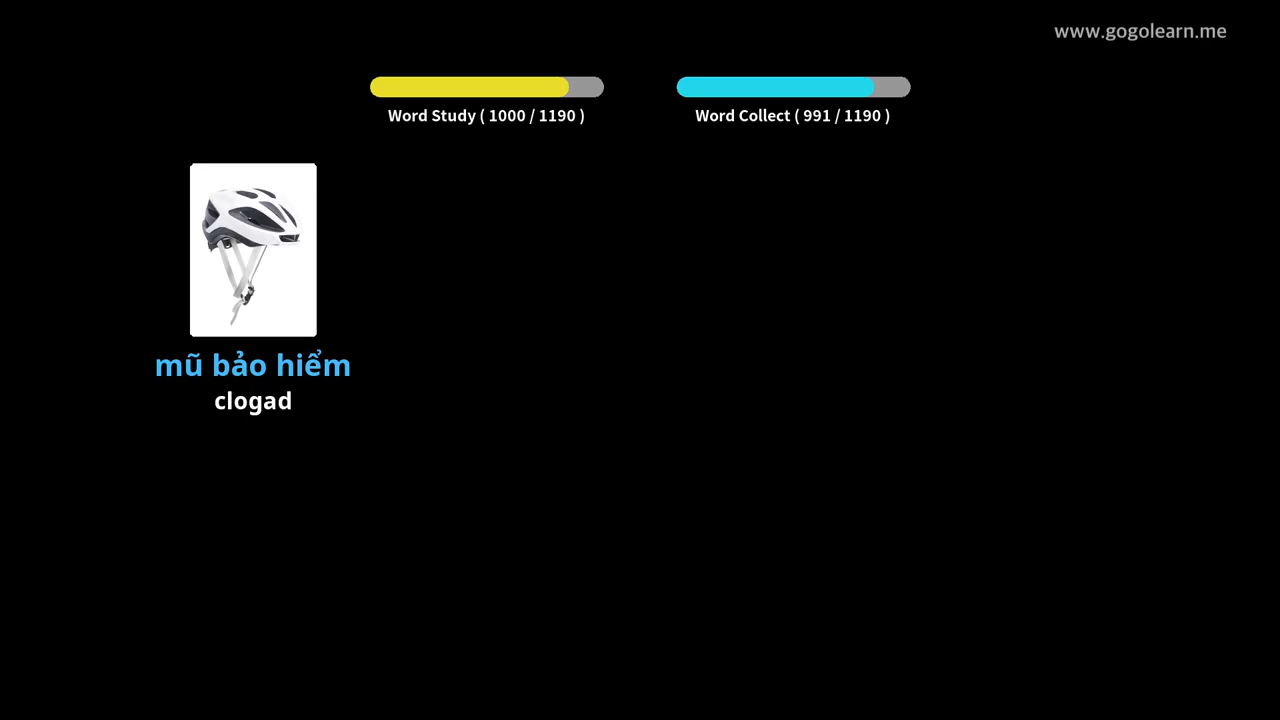 www.gogolearn.me
Word Study ( 1000 / 1190 )
Word Collect ( 991 / 1190 )
mũ bảo hiểm
clogad